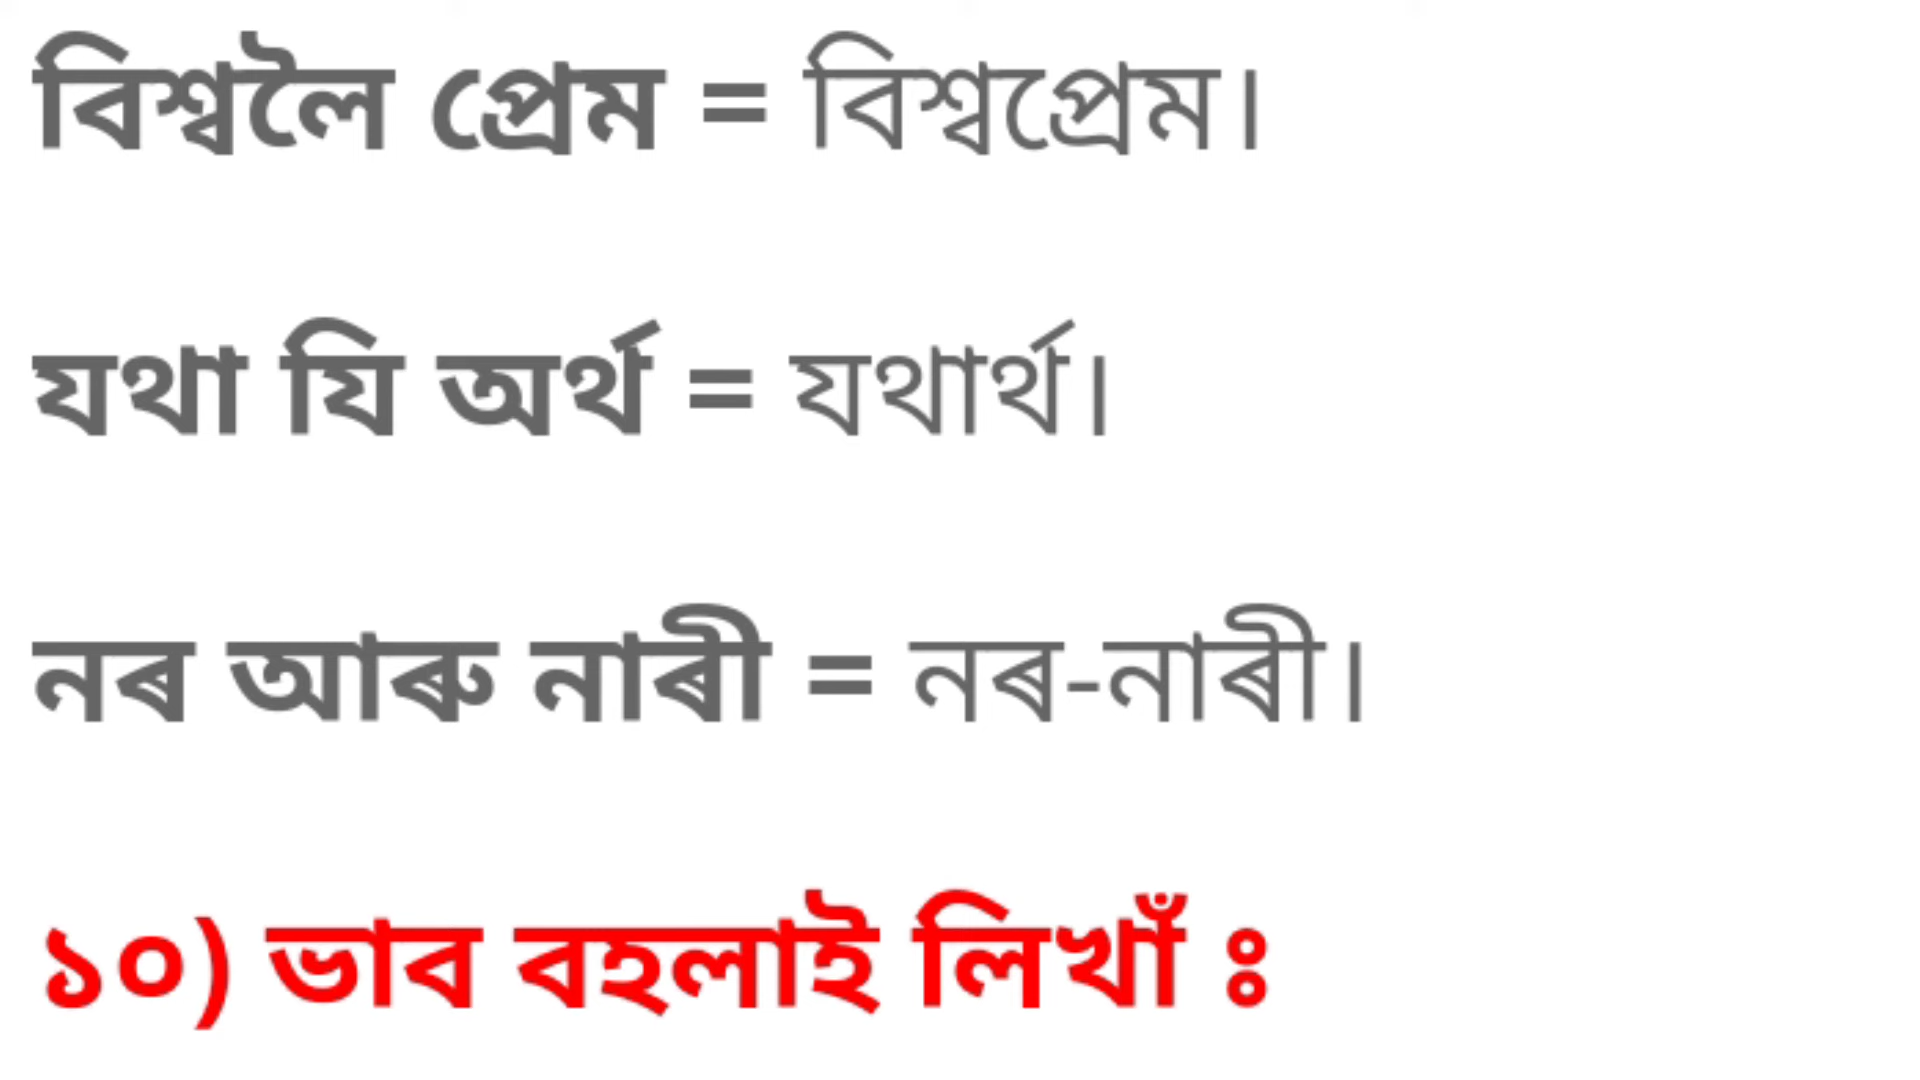 বিশ্বলৈ প্ৰেম = বিশ্বপ্ৰেম।
যথা যি অৰ্থ = যথাৰ্থ।
নৰ আৰু নাৰী = নৰ-নাৰী।
১০) ভাব বহলাই লিখাঁ ঃ